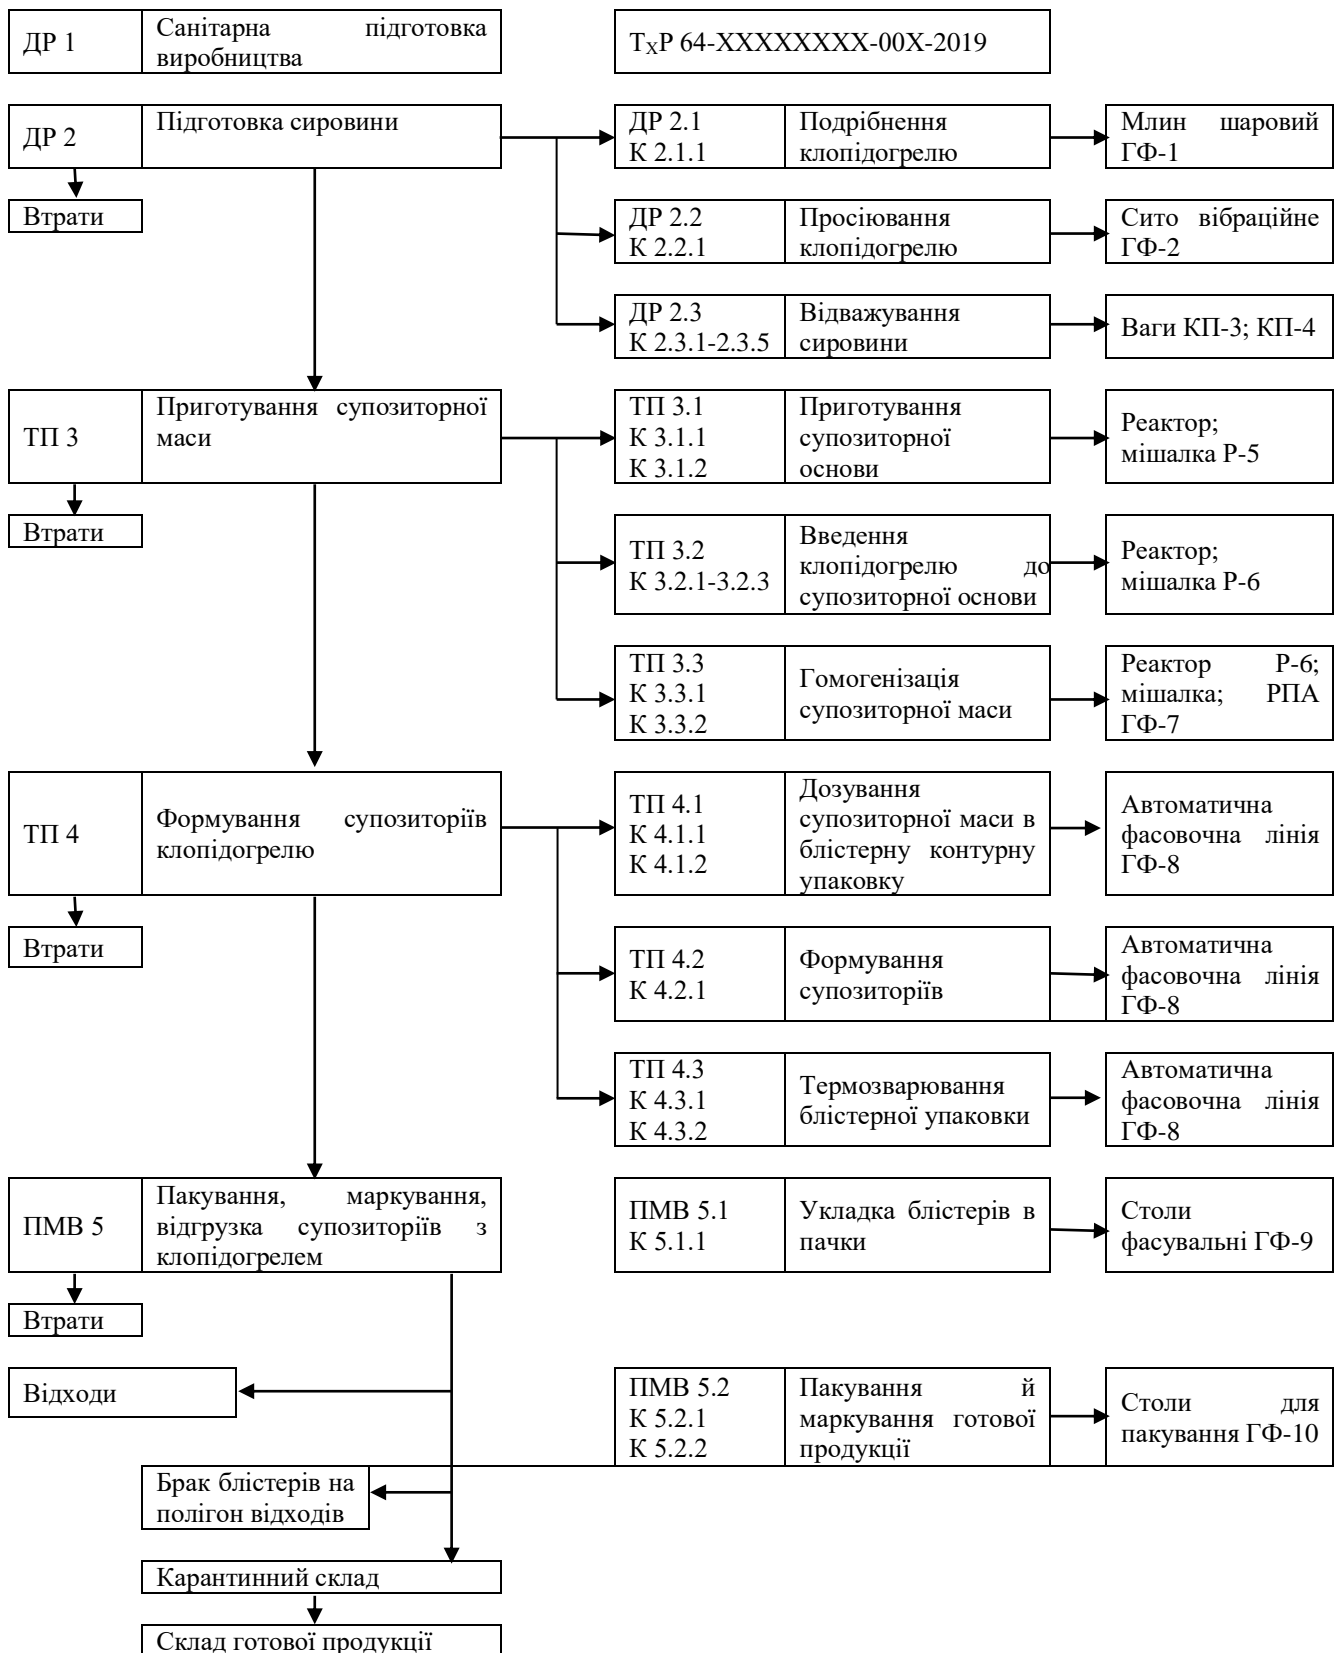 ДР 1
Санітарна підготовка
виробництва
ТХР 64-ХХХХХХХХ-00Х-2019
ДР 2
Підготовка сировини
ДР 2.1
К 2.1.1
Подрібнення
клопідогрелю
Млин шаровий
ГФ-1
Втрати
ДР 2.2
К 2.2.1
Просіювання
клопідогрелю
Сито вібраційне
ГФ-2
ДР 2.3
К 2.3.1-2.3.5
Відважування
сировини
Ваги КП-3; КП-4
ТП 3
Приготування супозиторної
маси
ТП 3.1
К 3.1.1
К 3.1.2
Приготування
супозиторної
основи
Реактор;
мішалка Р-5
Втрати
ТП 3.2
К 3.2.1-3.2.3
Введення
клопідогрелю до
супозиторної основи
Реактор;
мішалка Р-6
ТП 3.3
К 3.3.1
К 3.3.2
Гомогенізація
супозиторної маси
Реактор Р-6;
мішалка; РПА
ГФ-7
ТП 4
Формування супозиторіїв
клопідогрелю
ТП 4.1
К 4.1.1
К 4.1.2
Дозування
супозиторної маси в
блістерну контурну
упаковку
Автоматична
фасовочна лінія
ГФ-8
Втрати
ТП 4.2
К 4.2.1
Формування
супозиторіїв
Автоматична
фасовочна лінія
ГФ-8
ТП 4.3
К 4.3.1
К 4.3.2
Термозварювання
блістерної упаковки
Автоматична
фасовочна лінія
ГФ-8
ПМВ 5
Пакування, маркування,
відгрузка супозиторіїв з
клопідогрелем
ПМВ 5.1
К 5.1.1
Укладка блістерів в
пачки
Столи
фасувальні ГФ-9
Втрати
Відходи
ПМВ 5.2
К 5.2.1
К 5.2.2
Пакування й
маркування готової
продукції
Столи для
пакування ГФ-10
Брак блістерів на
полігон відходів
Карантинний склад
Склад готової продукції